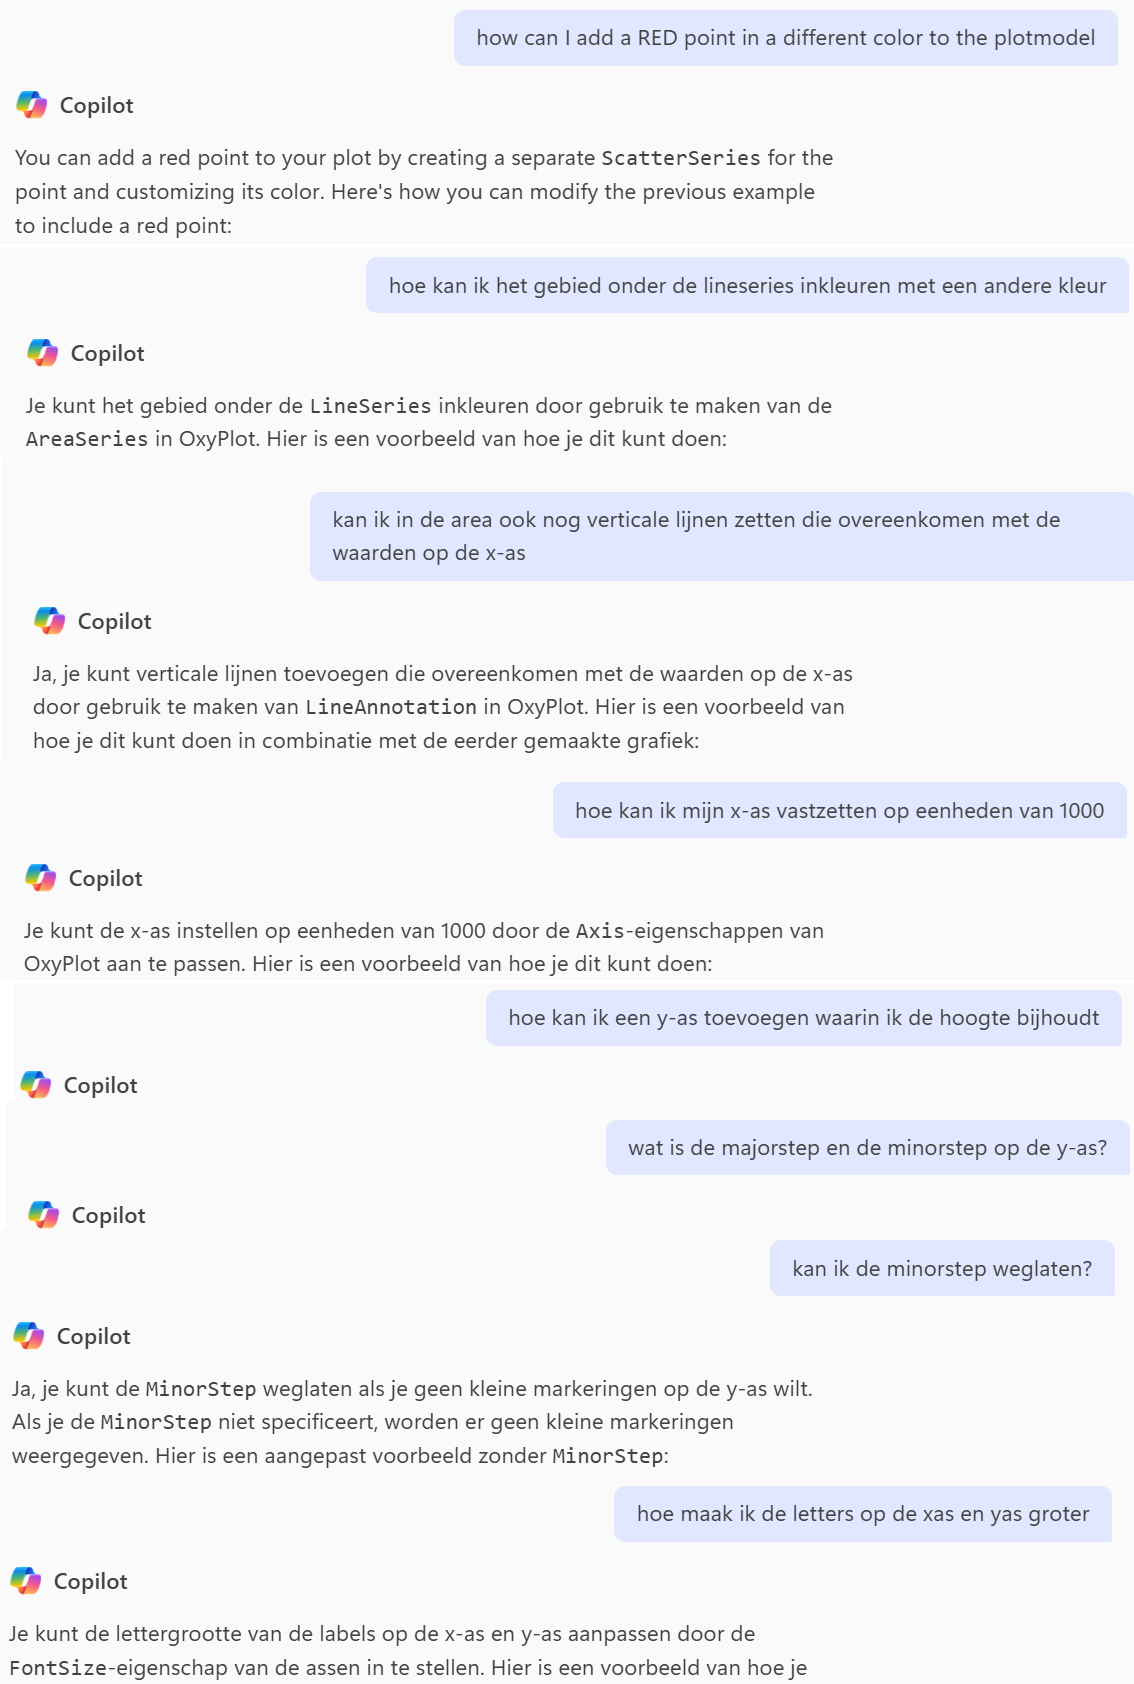 how can I add a RED point in a different color to the plotmodel
Copilot
You can add a red point to your plot by creating a separate ScatterSeries for the
point and customizing its color. Here's how you can modify the previous example
to include a red point:
hoe kan ik het gebied onder de lineseries inkleuren met een andere kleur
Copilot
Je kunt het gebied onder de LineSeries inkleuren door gebruik te maken van de
AreaSeries in OxyPlot. Hier is een voorbeeld van hoe je dit kunt doen:
kan ik in de area ook nog verticale lijnen zetten die overeenkomen met de
waarden op de x-as
Copilot
Ja, je kunt verticale lijnen toevoegen die overeenkomen met de waarden op de x-as
door gebruik te maken van LineAnnotation in OxyPlot. Hier is een voorbeeld van
hoe je dit kunt doen in combinatie met de eerder gemaakte grafiek:
hoe kan ik mijn x-as vastzetten op eenheden van 1000
Copilot
Je kunt de x-as instellen op eenheden van 1000 door de Axis-eigenschappen van
OxyPlot aan te passen. Hier is een voorbeeld van hoe je dit kunt doen:
hoe kan ik een y-as toevoegen waarin ik de hoogte bijhoudt
Copilot
wat is de majorstep en de minorstep op de y-as?
Copilot
kan ik de minorstep weglaten?
Copilot
Ja, je kunt de MinorStep weglaten als je geen kleine markeringen op de y-as wilt.
Als je de MinorStep niet specificeert, worden er geen kleine markeringen
weergegeven. Hier is een aangepast voorbeeld zonder MinorStep:
hoe maak ik de letters op de xas en yas groter
Copilot
Je kunt de lettergrootte van de labels op de x-as en y-as aanpassen door de
FontSize-eigenschap van de assen in te stellen. Hier is een voorbeeld van hoe je